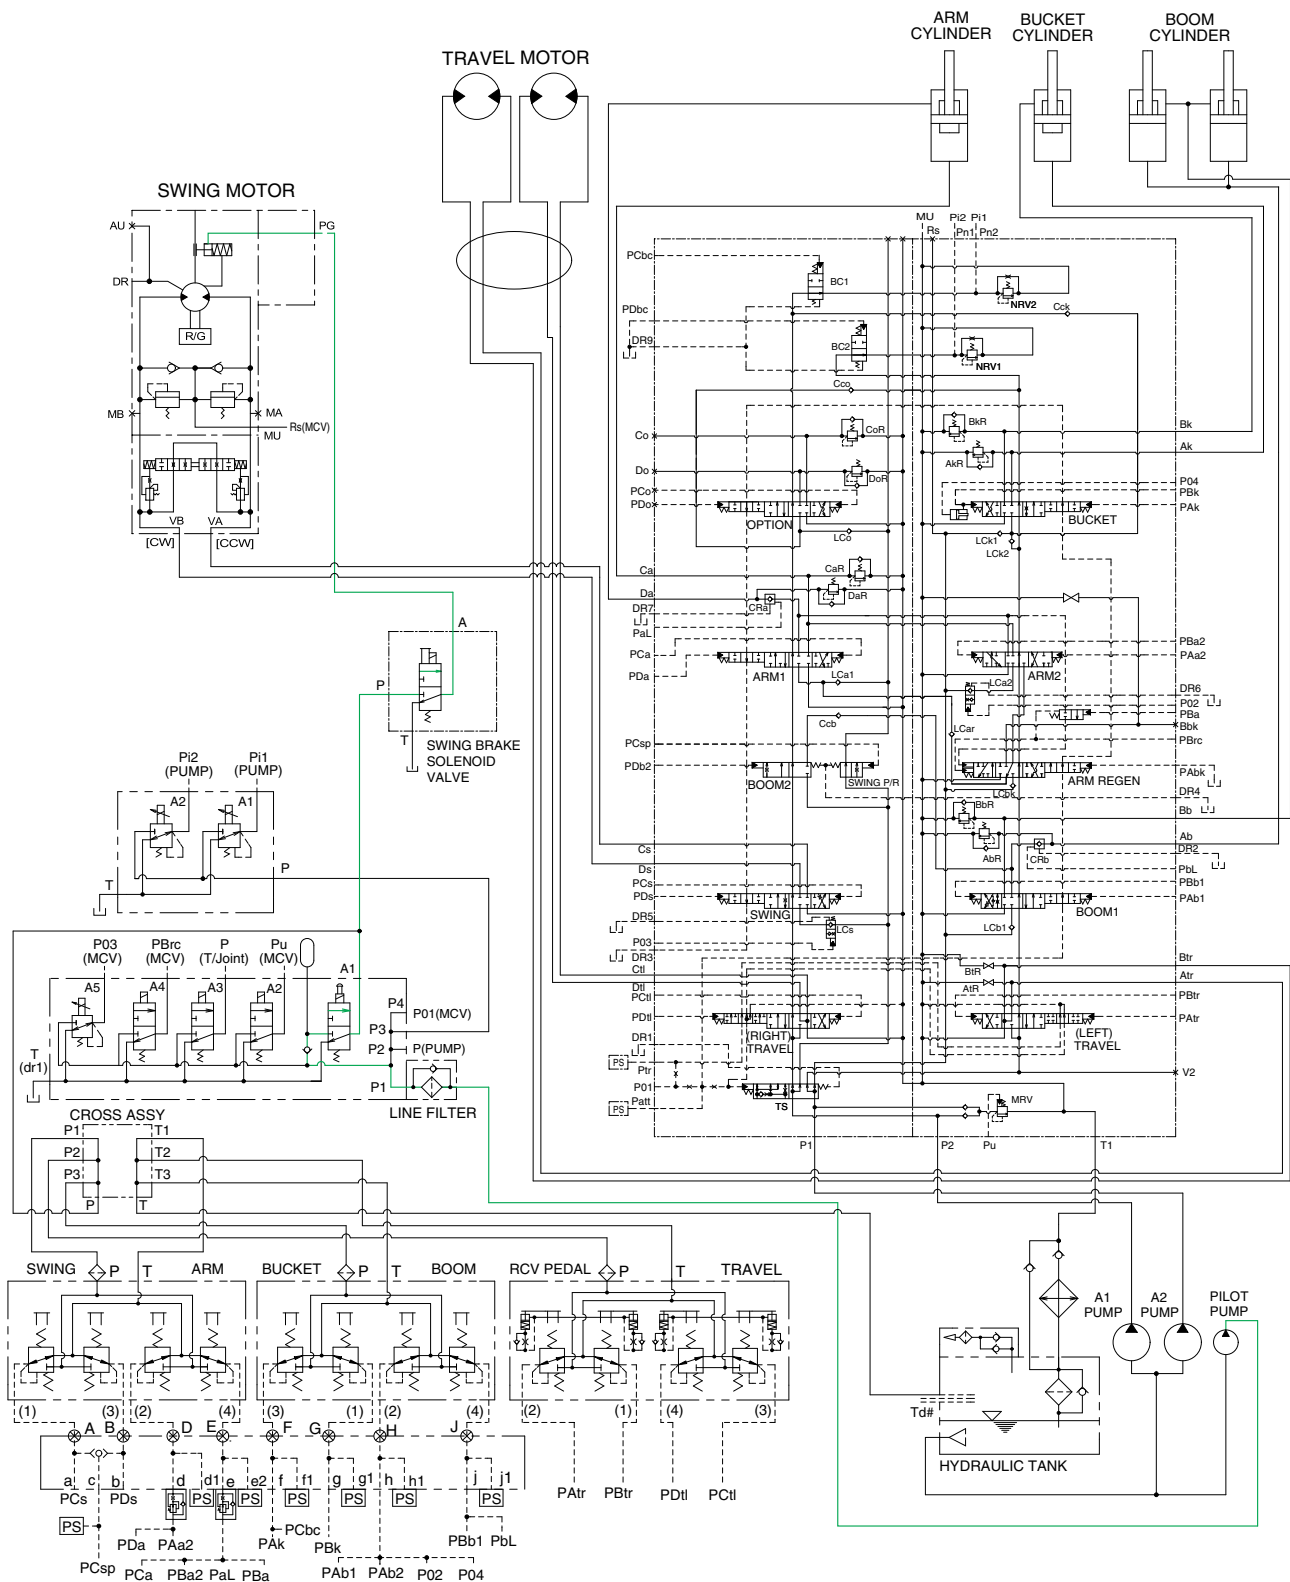 ARM
CYLINDER
BUCKET
CYLINDER
BOOM
CYLINDER
TRAVEL MOTOR
SWING MOTOR
AU
PG
DR
R/G
MB
MA
Rs(MCV)
MU
VB
VA
[CW]
[CCW]
MU
Rs
Pi2
Pn1
Pi1
Pn2
PCbc
BC1
NRV2
PDbc
Cck
DR9
BC2
NRV1
Cco
Co
CoR
BkR
Bk
Do
DoR
AkR
Ak
PCo
P04
PBk
PDo
PAk
OPTION
BUCKET
LCo
LCk1
LCk2
Ca
CaR
Da
DaR
DR7
CRa
PaL
PCa
PBa2
PAa2
PDa
ARM1
ARM2
LCa1
LCa2
DR6
P02
PBa
Ccb
LCar
Bbk
PCsp
PBrc
PDb2
PAbk
SWING P/R
BOOM2
ARM REGEN
LCbk
DR4
BbR
Bb
AbR
CRb
Ab
DR2
Cs
Ds
PbL
PCs
PBb1
PDs
PAb1
SWING
BOOM1
DR5
LCs
LCb1
P03
DR3
Ctl
BtR
Btr
Dtl
AtR
Atr
PCtl
PBtr
PDtl
PAtr
(RIGHT)
TRAVEL
(LEFT)
TRAVEL
DR1
PS
Ptr
P01
V2
Patt
PS
TS
MRV
P1
P2
Pu
T1
A
P
T
SWING BRAKE
SOLENOID
VALVE
Pi2
(PUMP)
Pi1
(PUMP)
A2
A1
P
T
P03
(MCV)
PBrc
(MCV)
P
(T/Joint)
Pu
(MCV)
A1
A5
A4
A3
A2
P4
P01(MCV)
P3
P2
P(PUMP)
T
(dr1)
P1
LINE FILTER
CROSS ASSY
P1
T1
P2
T2
P3
T3
P
T
SWING
P
T
ARM
BUCKET
P
T
BOOM
RCV PEDAL
P
T
TRAVEL
(1)
(3)
(2)
(4)
(3)
(1)
(2)
(4)
(2)
(1)
(4)
(3)
A
B
D
E
F
G
H
J
a
c
b
d
d1
e
e2
f
f1
g
g1
h
h1
j
j1
PCs
PDs
PS
PS
PS
PS
PS
PS
PS
PCsp
PDa
PAa2
PCa
PBa2
PaL
PBa
PCbc
PAk
PBk
PAb1
PAb2
P02
P04
PBb1
PbL
PAtr
PBtr
PDtl
PCtl
A1
PUMP
A2
PUMP
PILOT
PUMP
Td#
HYDRAULIC TANK